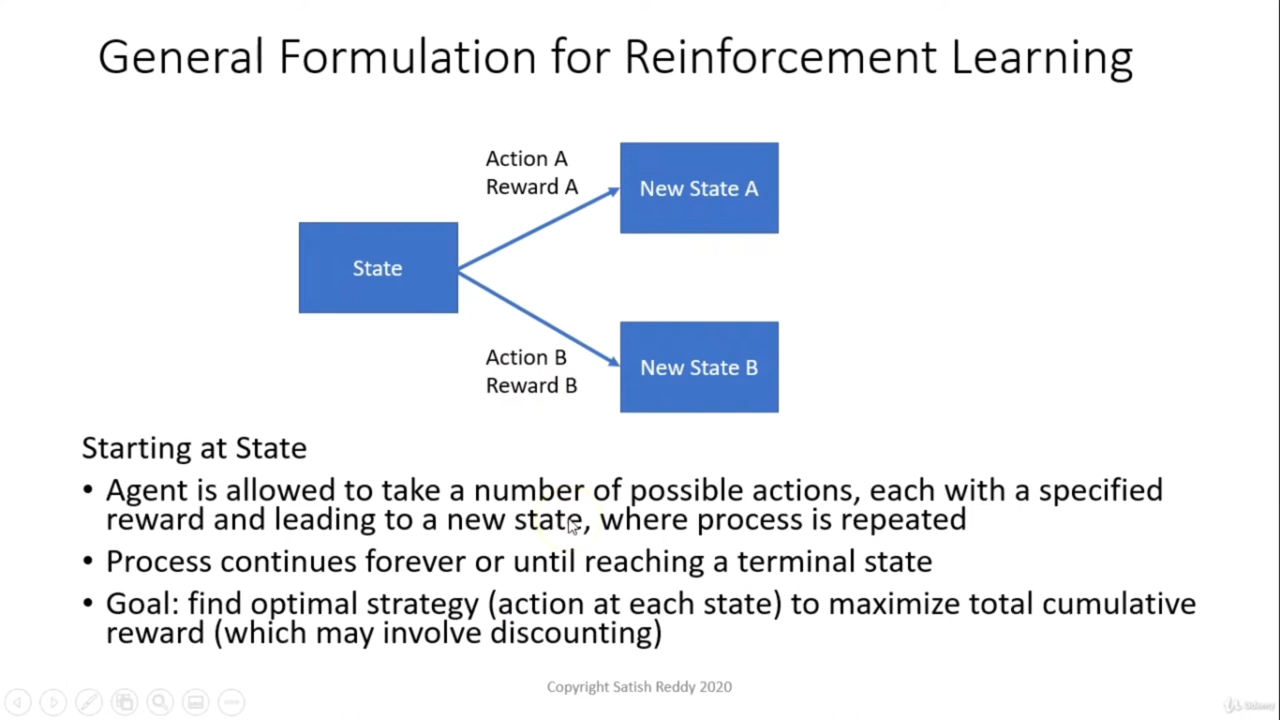 General Formulation for Reinforcement Learning
Action A
Reward A
New State A
State
Action B
Reward B
New State B
Starting at State
• Agent is allowed to take a number of possible actions, each with a specified
reward and leading to a new state, where process is repeated
• Process continues forever or until reaching a terminal state
• Goal: find optimal strategy (action at each state) to maximize total cumulative
reward (which may involve discounting)
Copyright Satish Reddy 2020
Udemy